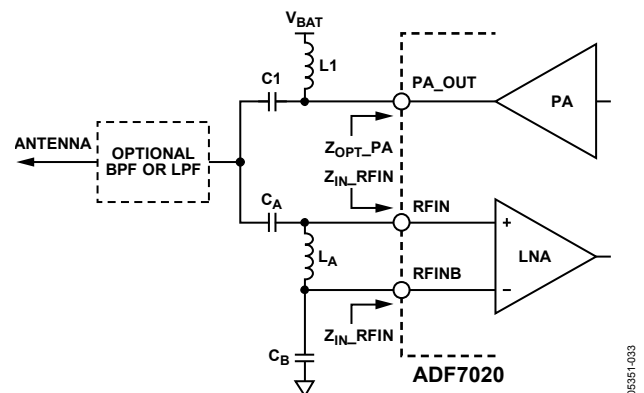 VBAT
L1
C1
PA_OUT
PA
ZOPT_PA
ANTENNA
OPTIONAL
BPF OR LPF
ZIN_RFIN
CA
RFIN
+
LA
LNA
RFINB
−
ZIN_RFIN
CB
ADF7020
05351-033